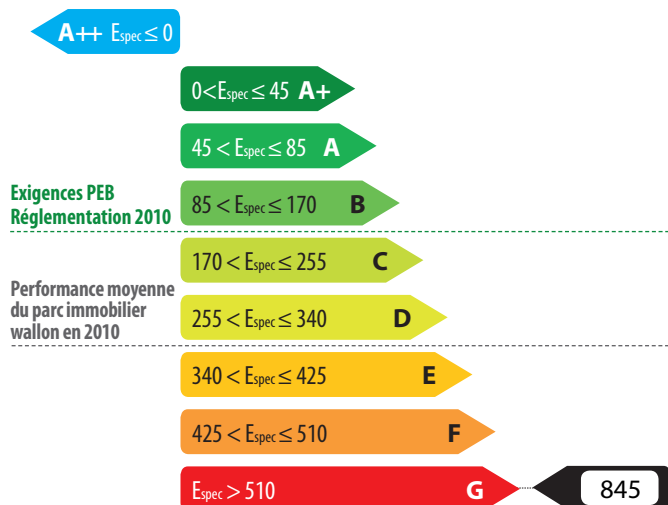 A++ Espec ≤ 0
0<Espec ≤ 45 A+
45 < Espec ≤ 85 A
Exigences PEB
Réglementation 2010
85 < Espec ≤ 170 B
170 < Espec ≤ 255 C
Performance moyenne
du parc immobilier
wallon en 2010
255 < Espec ≤ 340 D
340 < Espec ≤ 425 E
425 < Espec ≤ 510 F
Espec > 510 G 845